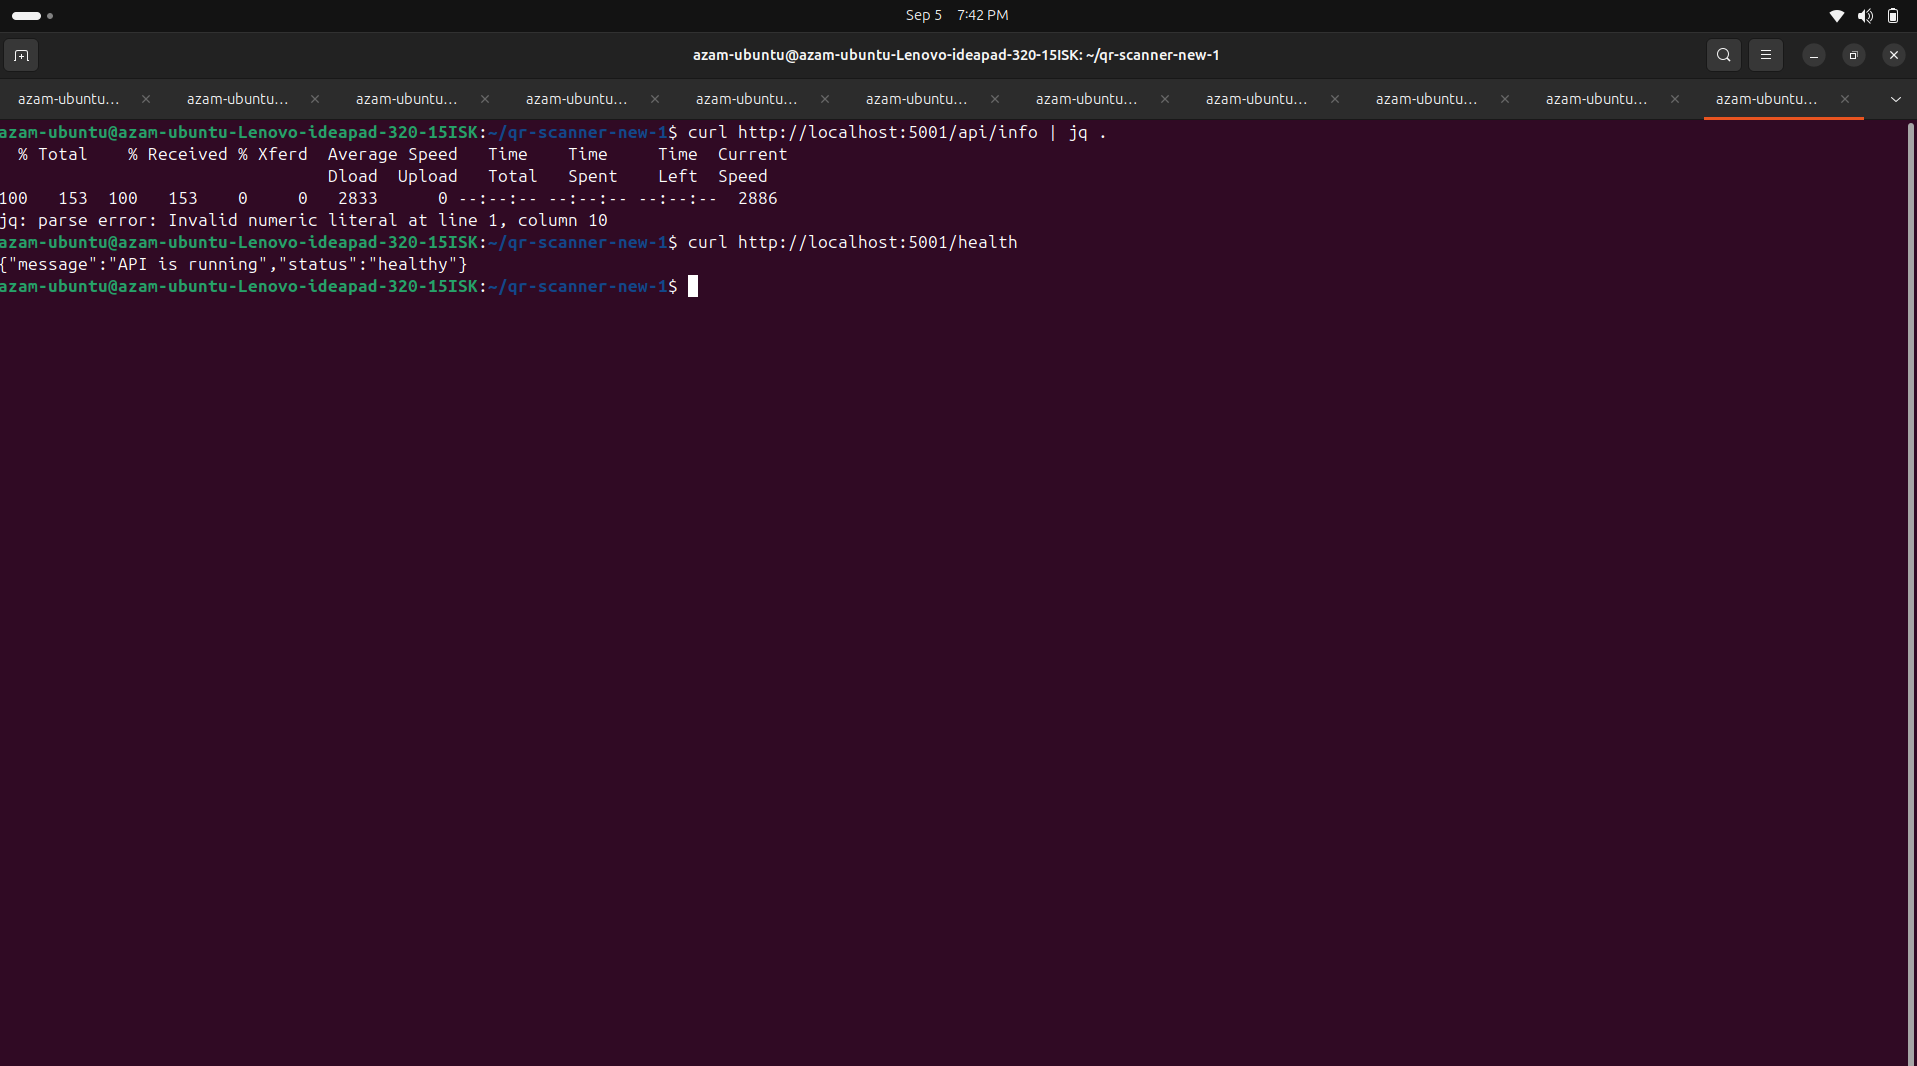 Sep 5 7:42 PM
azam-ubuntu@azam-ubuntu-Lenovo-ideapad-320-15ISK: ~/qr-scanner-new-1
azam-ubuntu... azam-ubuntu... azam-ubuntu... azam-ubuntu... azam-ubuntu... azam-ubuntu... azam-ubuntu... azam-ubuntu... azam-ubuntu... azam-ubuntu... azam-ubuntu...
azam-ubuntu@azam-ubuntu-Lenovo-ideapad-320-15ISK:~/qr-scanner-new-1$ curl http://localhost:5001/api/info | jq .
  % Total    % Received % Xferd  Average Speed   Time    Time     Time  Current
                                 Dload  Upload   Total   Spent    Left  Speed
100   153  100   153    0     0   2833      0 --:--:-- --:--:-- --:--:--  2886
jq: parse error: Invalid numeric literal at line 1, column 10
azam-ubuntu@azam-ubuntu-Lenovo-ideapad-320-15ISK:~/qr-scanner-new-1$ curl http://localhost:5001/health
{"message":"API is running","status":"healthy"}
azam-ubuntu@azam-ubuntu-Lenovo-ideapad-320-15ISK:~/qr-scanner-new-1$